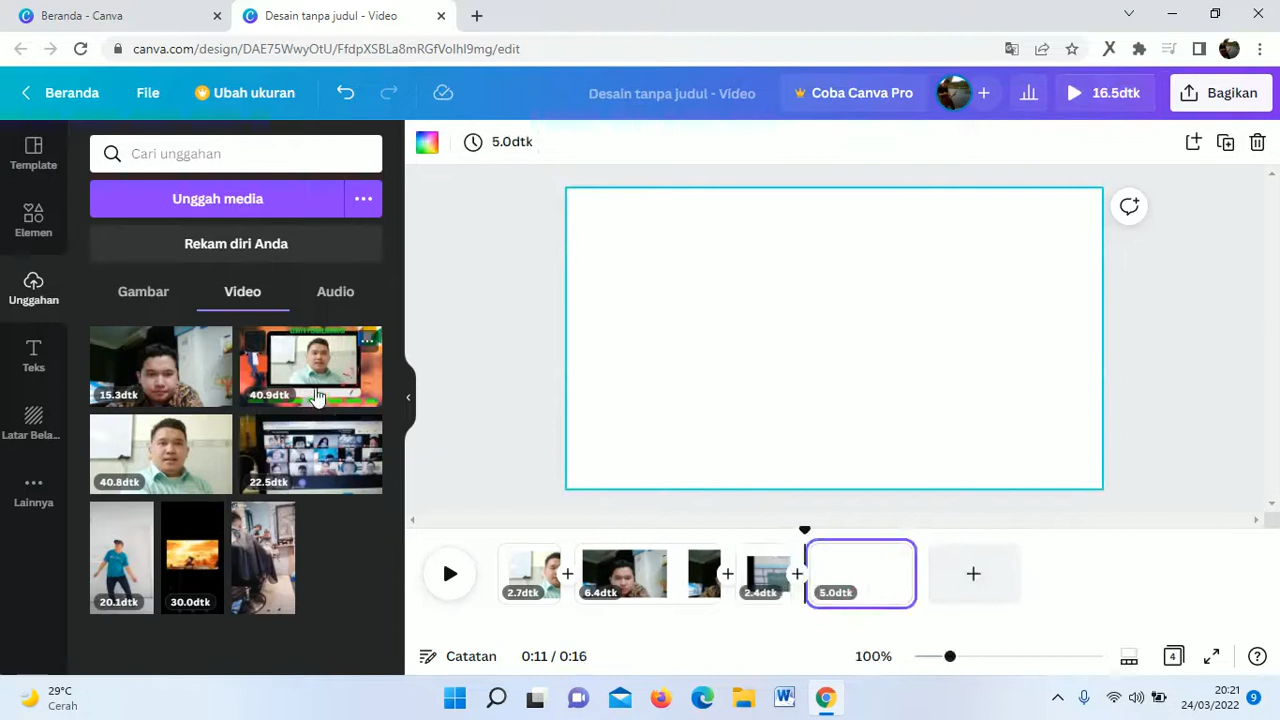 Beranda - Canva
Desain tanpa judul - Video
canva.com/design/DAE75WwyOtU/FfdpXSBLa8mRGfVolhI9mg/edit
Beranda
File
Ubah ukuran
Desain tanpa judul - Video
Coba Canva Pro
16.5dtk
Bagikan
Template
Elemen
Unggahan
Teks
Latar Bela...
Lainnya
Cari unggahan
Unggah media
Rekam diri Anda
Gambar
Video
Audio
15.3dtk
40.9dtk
40.8dtk
22.5dtk
20.1dtk
30.0dtk
5.0dtk
2.7dtk
6.4dtk
2.4dtk
5.0dtk
Catatan
0:11 / 0:16
100%
4
29°C
Cerah
20:21
24/03/2022
9